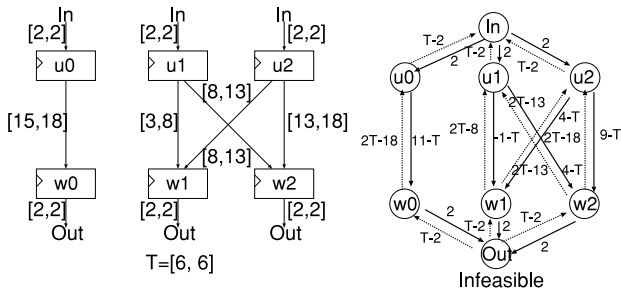 In In In
[2,2] [2,2] [2,2]
u0 u1 u2
[15,18] [3,8] [8,13] [13,18]
[8,13]
w0 w1 w2
[2,2] [2,2] [2,2]
Out Out Out
T=[6, 6]
In
T-2 2 T-2 2 2 T-2
u0 u1 u2
2T-13
4-T
2T-18 11-T 2T-8 -1-T 2T-18 9-T
2T-13 4-T
w0 w1 w2
2 T-2 T-2 2 T-2 2
Out
Infeasible